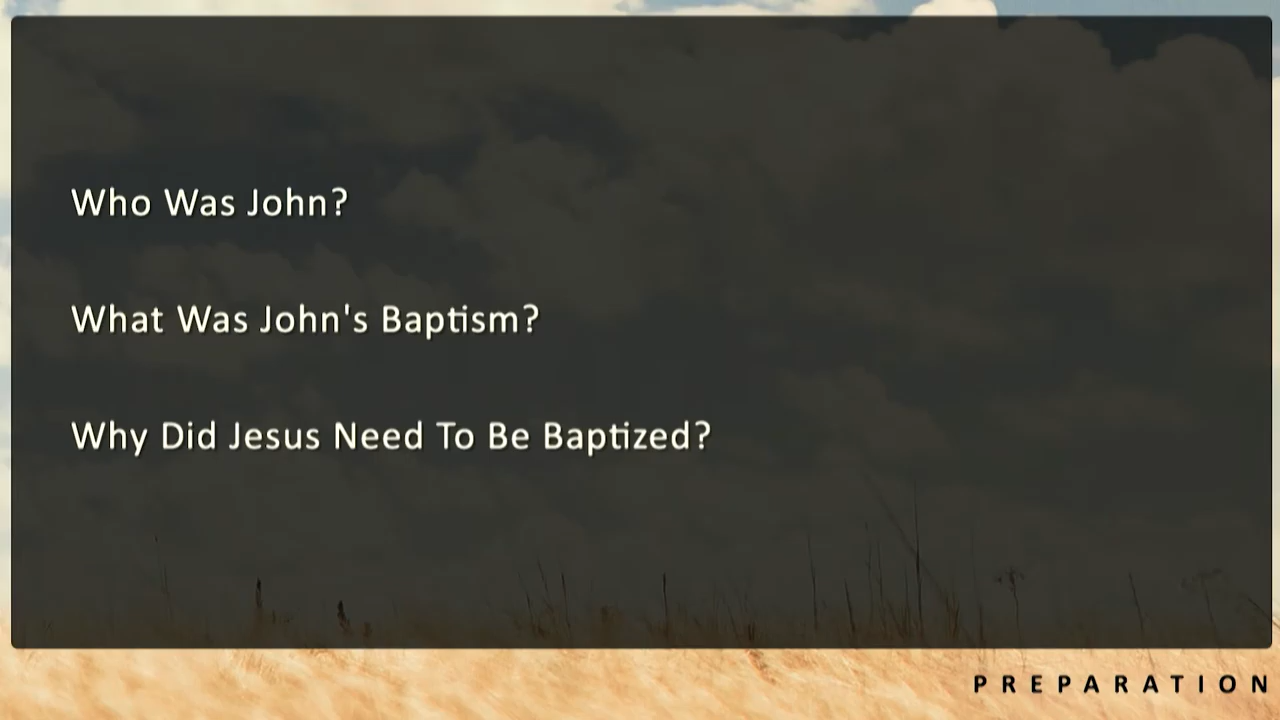 Who Was John?
What Was John's Baptism?
Why Did Jesus Need To Be Baptized?
PREPARATION